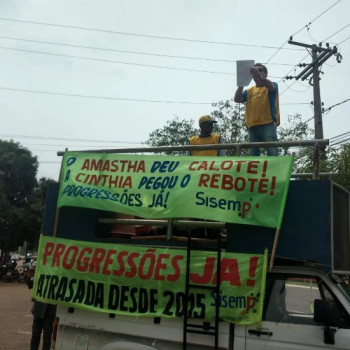 O AMASTHA DEU CALOTE!
A CINTHIA PEGOU O REBOTE!
PROGRESSÕES JÁ! Sisemp
PROGRESSÕES JÁ!
ATRASADA DESDE 2015 Sisemp